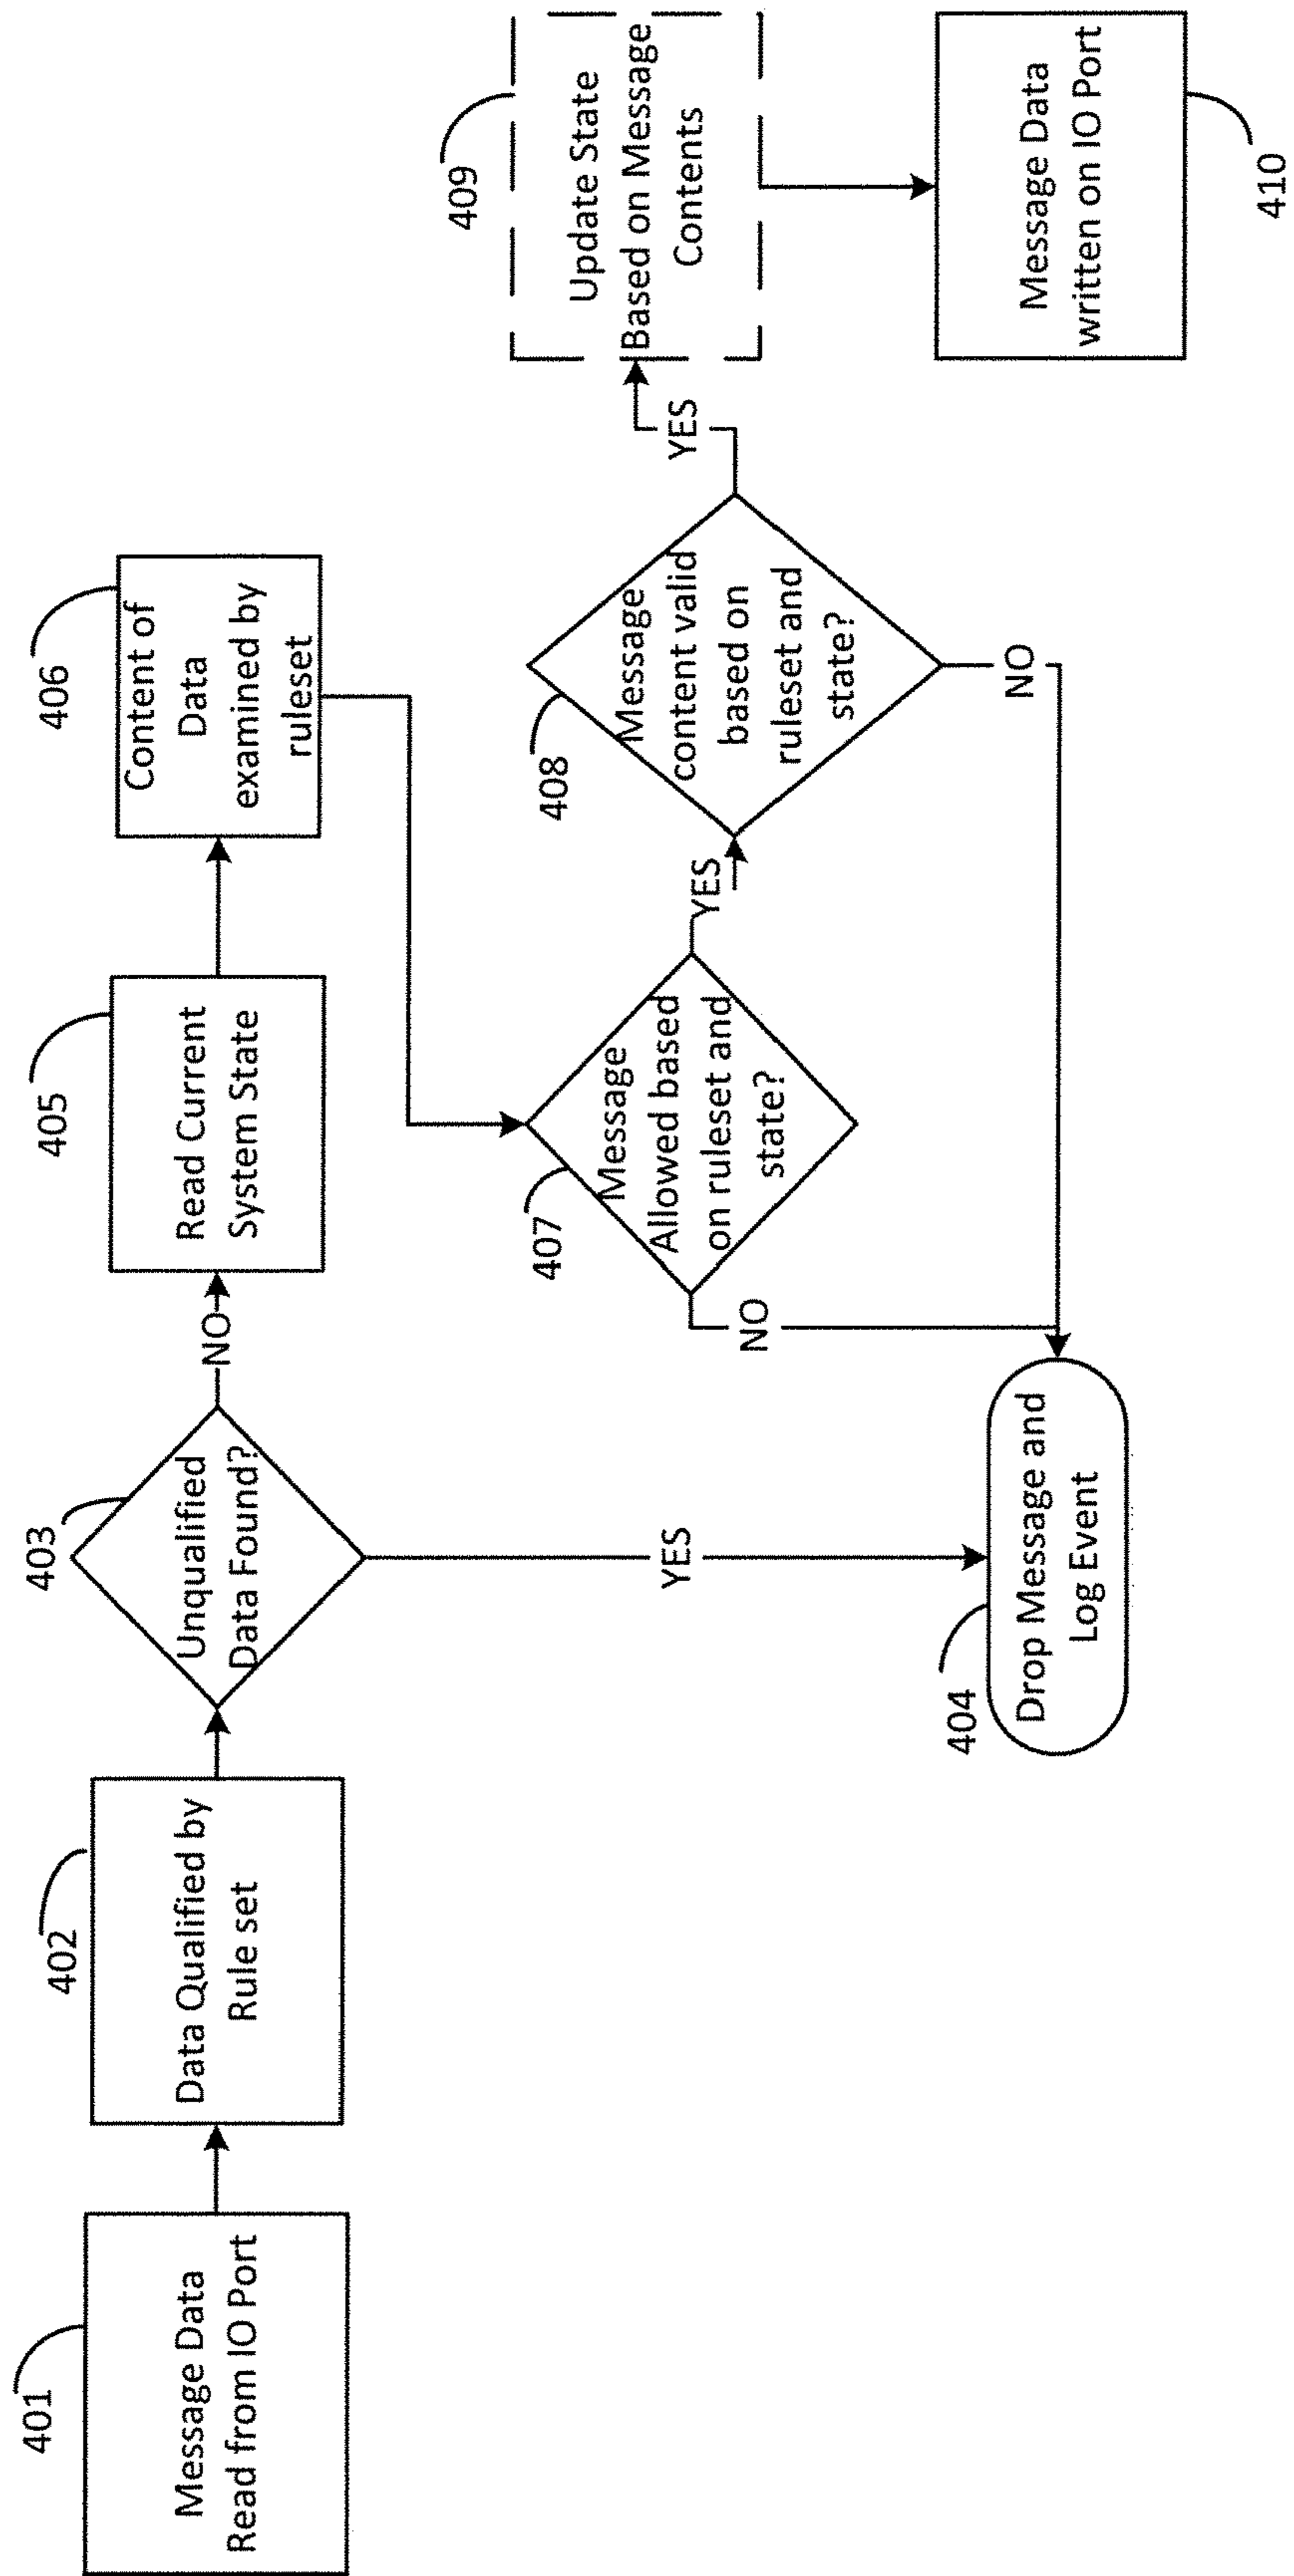 401
Message Data
Read from IO Port
402
Data Qualified by
Rule set
403
Unqualified
Data Found?
NO
YES
405
Read Current
System State
406
Content of
Data
examined by
ruleset
407
Message
Allowed based
on ruleset and
state?
YES
NO
408
Message
content valid
based on
ruleset and
state?
YES
NO
409
Update State
Based on Message
Contents
404
Drop Message and
Log Event
Message Data
written on IO Port
410